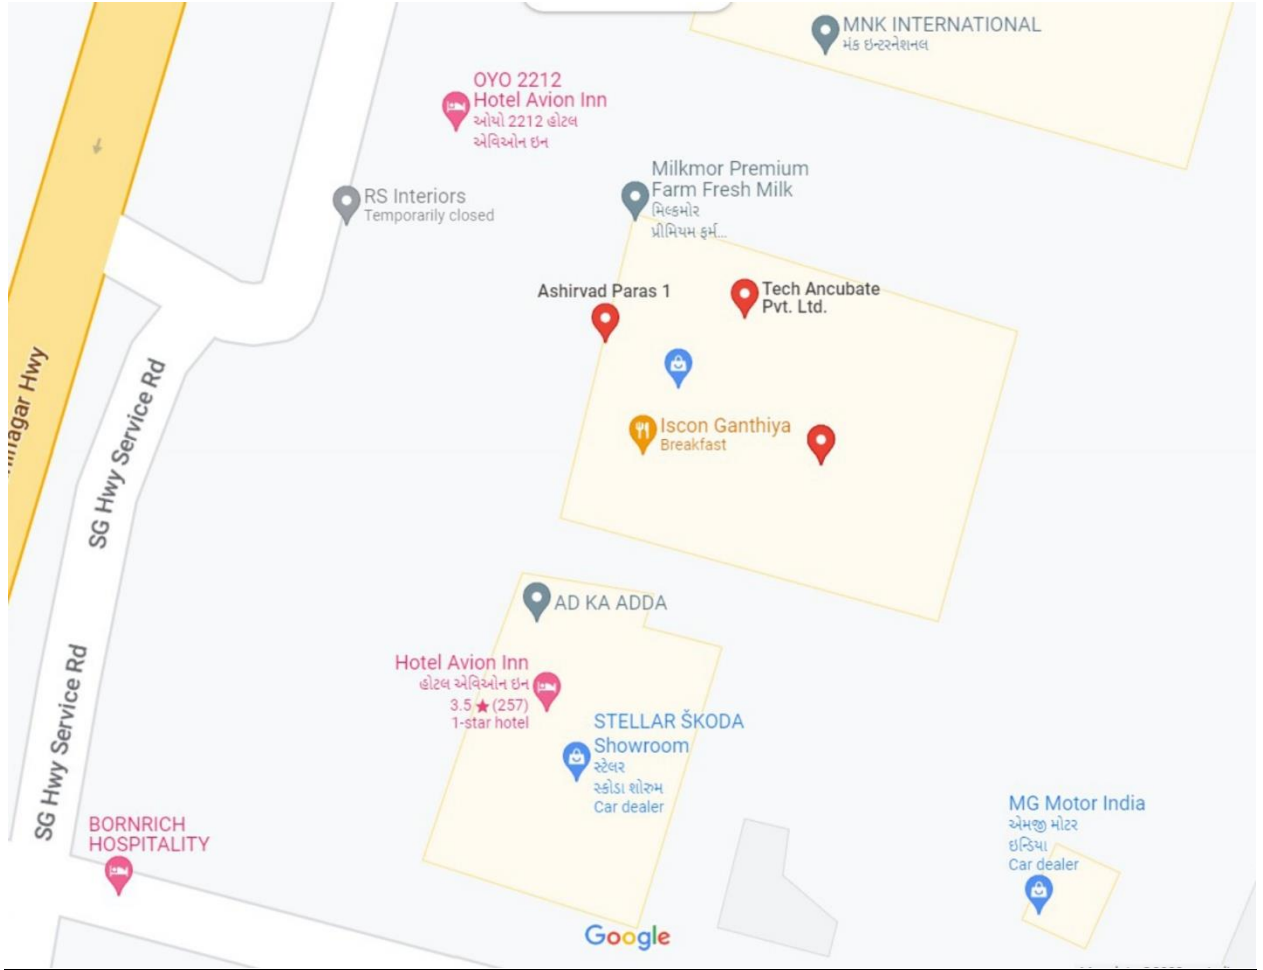 MNK INTERNATIONAL
મંક ઇન્ટરનેશનલ
OYO 2212
Hotel Avion Inn
ઓયો 2212 હોટલ
એવિઓન ઇન
Milkmor Premium
Farm Fresh Milk
મિલ્કમોર
પ્રીમિયમ ફર્મ...
RS Interiors
Temporarily closed
Ashirvad Paras 1
Tech Ancubate
Pvt. Ltd.
Hwy
SG Hwy Service Rd
Iscon Ganthiya
Breakfast
AD KA ADDA
Hotel Avion Inn
હોટલ એવિઓન ઇન
3.5 ★ (257)
1-star hotel
SG Hwy Service Rd
STELLAR ŠKODA
Showroom
સ્ટેલર
સ્કોડા શોરુમ
Car dealer
MG Motor India
એમજી મોટર
ઇન્ડિયા
Car dealer
BORNRICH
HOSPITALITY
Google